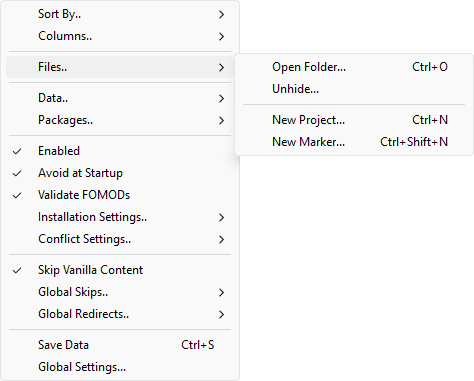 Sort By..
Columns..
Files..
Data..
Packages..
Enabled
Avoid at Startup
Validate FOMODs
Installation Settings..
Conflict Settings..
Skip Vanilla Content
Global Skips..
Global Redirects..
Save Data Ctrl+S
Global Settings...
Open Folder... Ctrl+O
Unhide...
New Project... Ctrl+N
New Marker... Ctrl+Shift+N